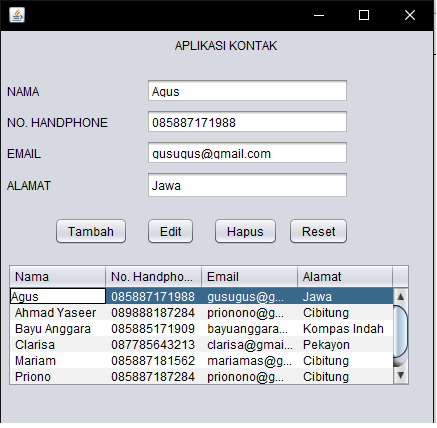 APLIKASI KONTAK
NAMA Agus
NO. HANDPHONE 085887171988
EMAIL gusugus@gmail.com
ALAMAT Jawa
Tambah Edit Hapus Reset
Nama No. Handpho... Email Alamat
Agus 085887171988 gusugus@g... Jawa
Ahmad Yaseer 089888187284 prionono@g... Cibitung
Bayu Anggara 085885171909 bayuanggara... Kompas Indah
Clarisa 087785643213 clarisa@gmai... Pekayon
Mariam 085887181562 mariamas@g... Cibitung
Priono 085887187284 prionono@g... Cibitung